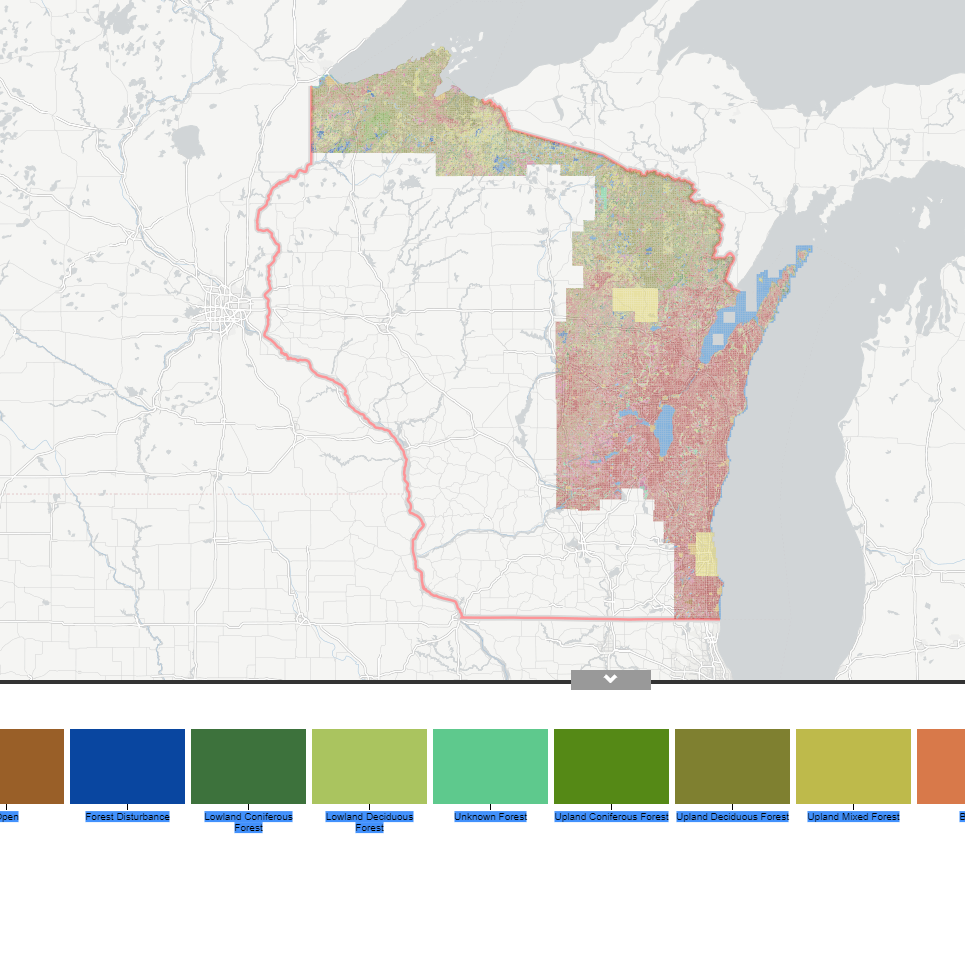 Open
Forest Disturbance
Lowland Coniferous
Forest
Lowland Deciduous
Forest
Unknown Forest
Upland Coniferous Forest
Upland Deciduous Forest
Upland Mixed Forest
B